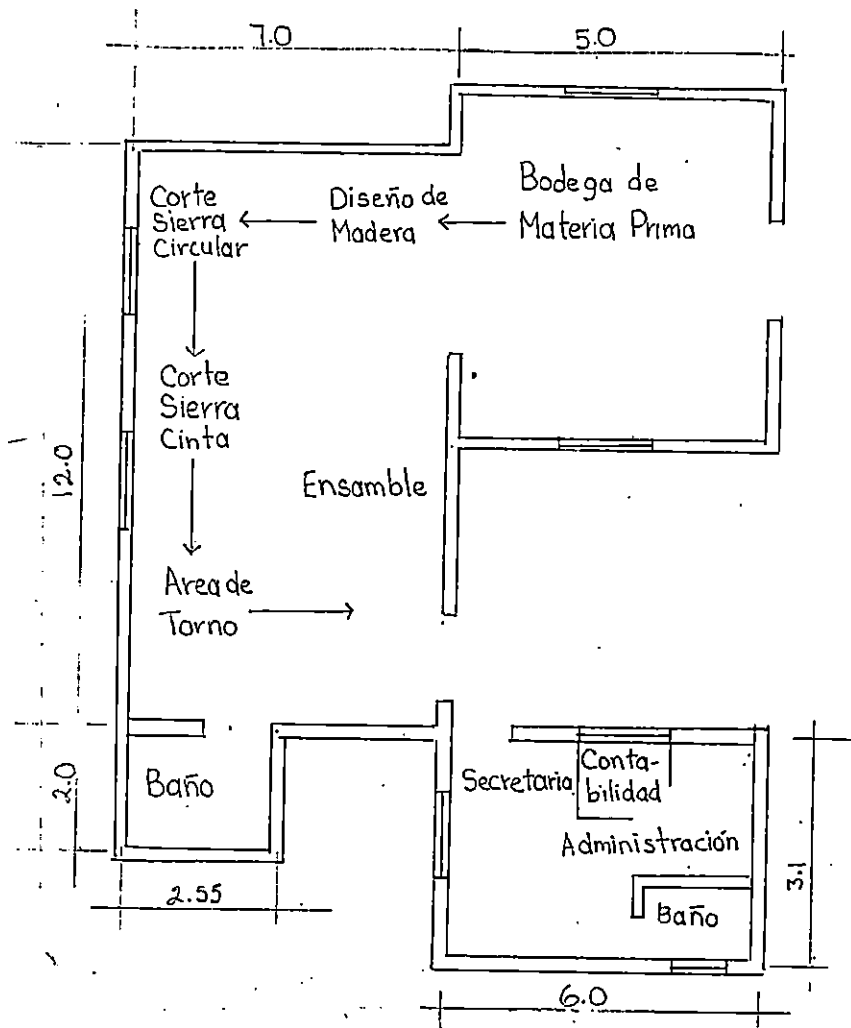 7.0
5.0
Bodega de
Materia Prima
Diseño de
Madera
Corte
Sierra
Circular
Corte
Sierra
Cinta
12.0
Ensamble
Area de
Torno
2.0
Baño
2.55
Secretaria
Conta-
bilidad
Administración
Baño
3.1
6.0